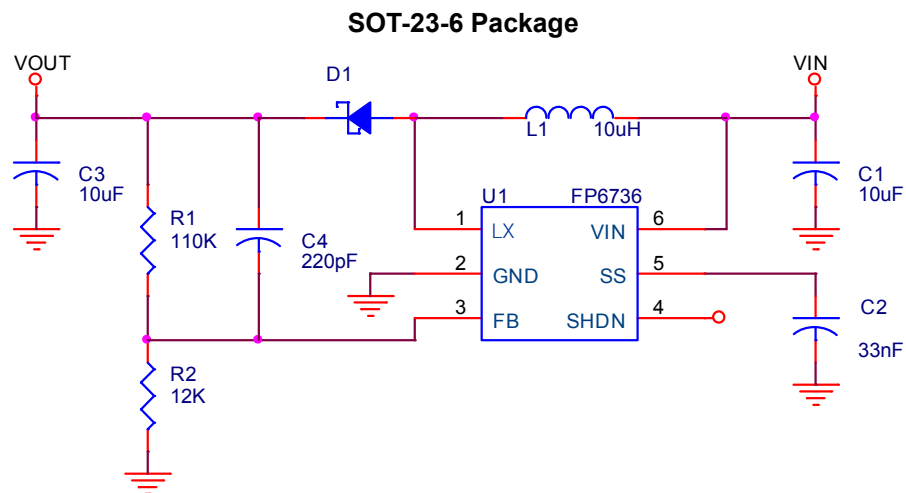 SOT-23-6 Package
VOUT
D1
VIN
L1
10uH
C3
10uF
R1
110K
C4
220pF
U1
FP6736
C1
10uF
1
LX
VIN
6
2
GND
SS
5
3
FB
SHDN
4
C2
33nF
R2
12K